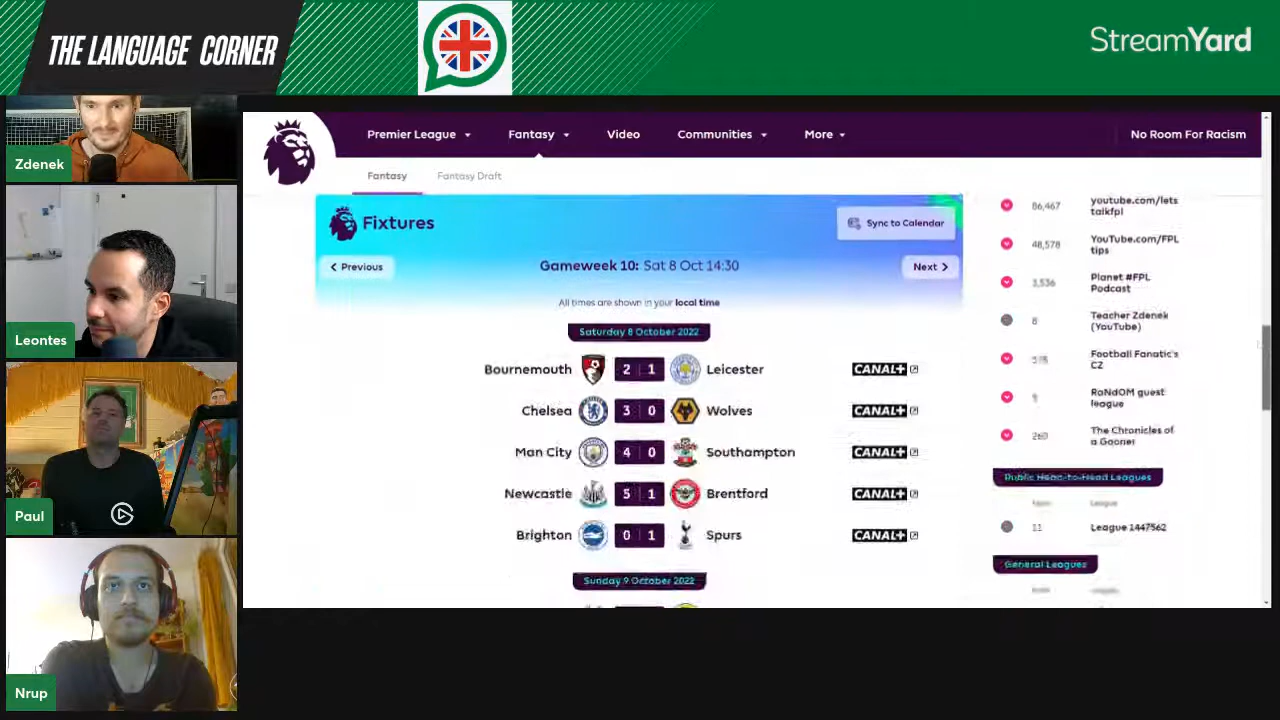 THE LANGUAGE CORNER
StreamYard
Zdenek
Leontes
Paul
Nrup
Premier League
Fantasy
Video
Communities
More
No Room For Racism
Fantasy
Fantasy Draft
Fixtures
Sync to Calendar
Previous
Gameweek 10: Sat 8 Oct 14:30
Next
All times are shown in your local time
Saturday 8 October 2022
Bournemouth 2 1 Leicester CANAL+
Chelsea 3 0 Wolves CANAL+
Man City 4 0 Southampton CANAL+
Newcastle 5 1 Brentford CANAL+
Brighton 0 1 Spurs CANAL+
Sunday 9 October 2022
86,467 youtube.com/lets
talkfpl
48,578 YouTube.com/FPL
tips
3,536 Planet #FPL
Podcast
8 Teacher Zdenek
(YouTube)
Football Fanatic's
CZ
RaNdOM guest
league
260 The Chronicles of
a Gooner
Public Head-to-Head Leagues
11 League 1447562
General Leagues